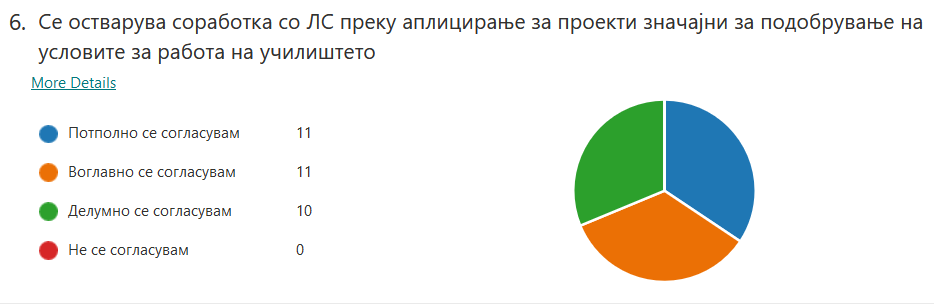 6. Се остварува соработка со ЛС преку аплицирање за проекти значајни за подобрување на
условите за работа на училиштето
More Details
Потполно се согласувам 11
Воглавно се согласувам 11
Делумно се согласувам 10
Не се согласувам 0